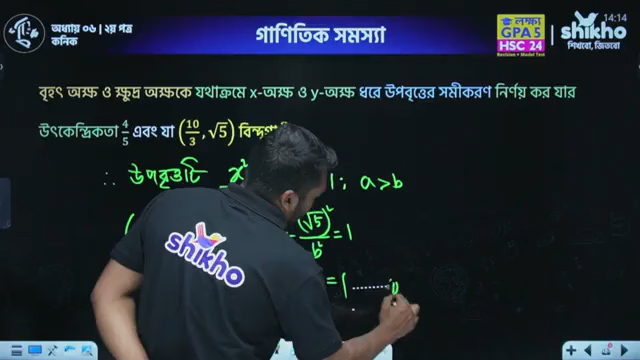 অধ্যায় ০৬ | ২য় পত্র
কনিক
গাণিতিক সমস্যা
লক্ষ্য
GPA 5
HSC 24
Revision + Model Test
14:14
shikho
শিখবো, জিতবো
বৃহৎ অক্ষ ও ক্ষুদ্র অক্ষকে যথাক্রমে x-অক্ষ ও y-অক্ষ ধরে উপবৃত্তের সমীকরণ নির্ণয় কর যার
উৎকেন্দ্রিকতা 4/5 এবং যা (10/3, √5)
∴ উপবৃত্তটি x² 1 ; a>b
(√5)²/b² = 1
= 1
shikho